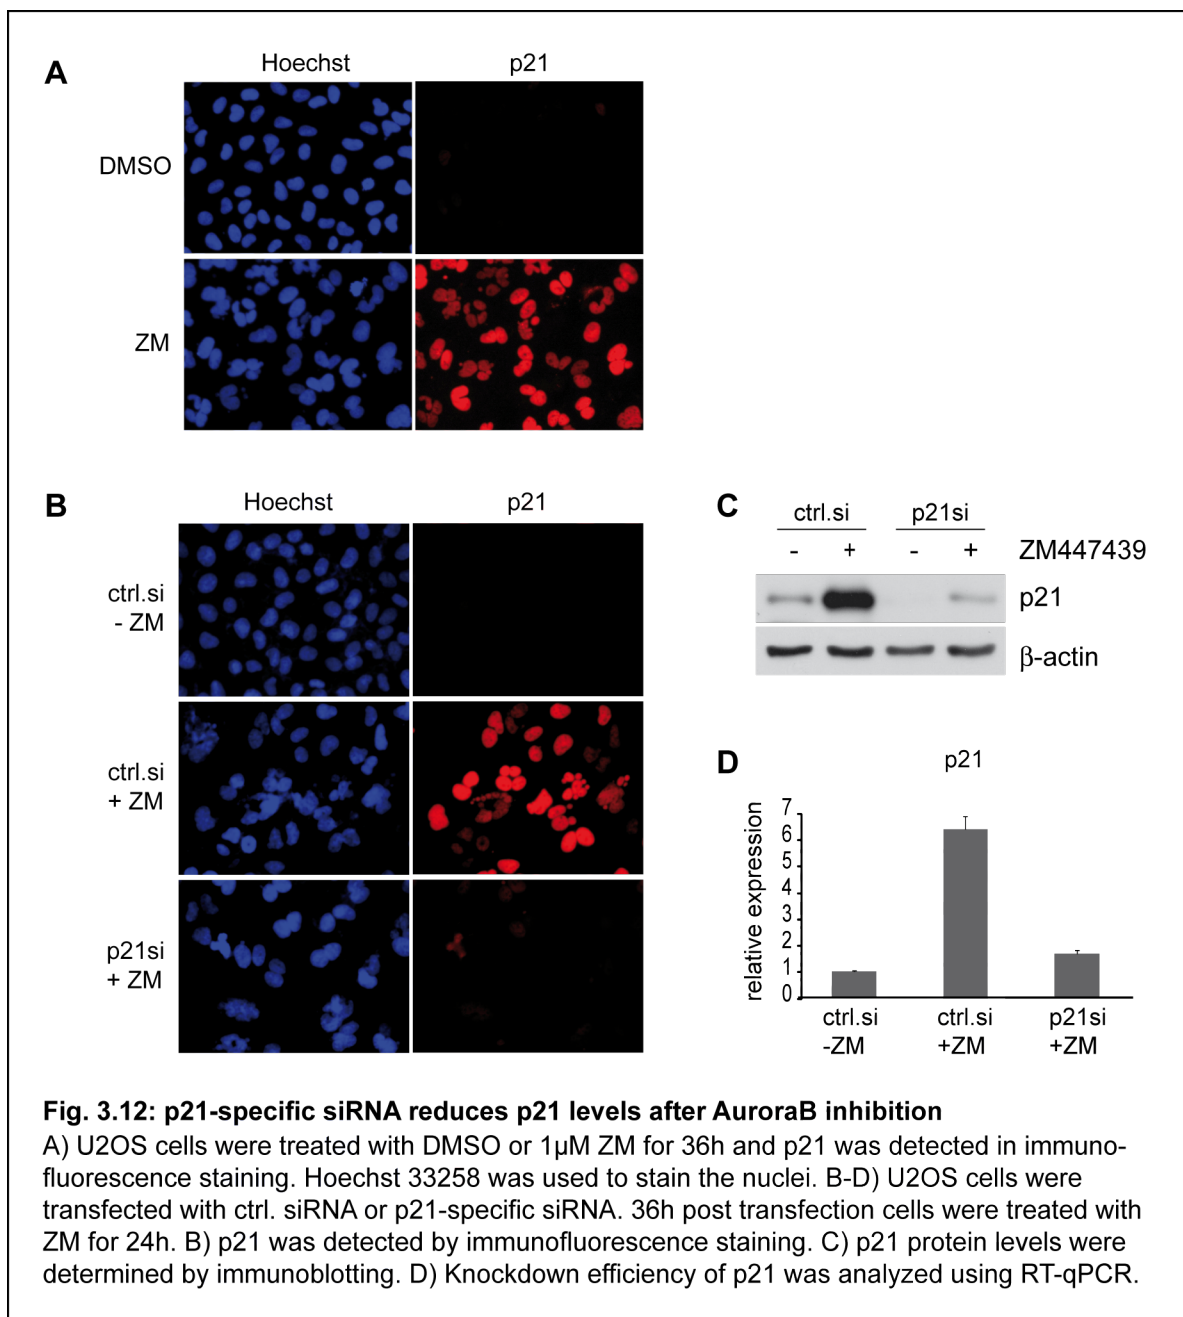 A
Hoechst p21
DMSO
ZM
B
Hoechst p21
ctrl.si
- ZM
ctrl.si
+ ZM
p21si
+ ZM
C
ctrl.si p21si
- + - + ZM447439
p21
β-actin
D
p21
relative expression
7
6
5
4
3
2
1
0
ctrl.si ctrl.si p21si
-ZM +ZM +ZM
Fig. 3.12: p21-specific siRNA reduces p21 levels after AuroraB inhibition
A) U2OS cells were treated with DMSO or 1µM ZM for 36h and p21 was detected in immuno-
fluorescence staining. Hoechst 33258 was used to stain the nuclei. B-D) U2OS cells were
transfected with ctrl. siRNA or p21-specific siRNA. 36h post transfection cells were treated with
ZM for 24h. B) p21 was detected by immunofluorescence staining. C) p21 protein levels were
determined by immunoblotting. D) Knockdown efficiency of p21 was analyzed using RT-qPCR.